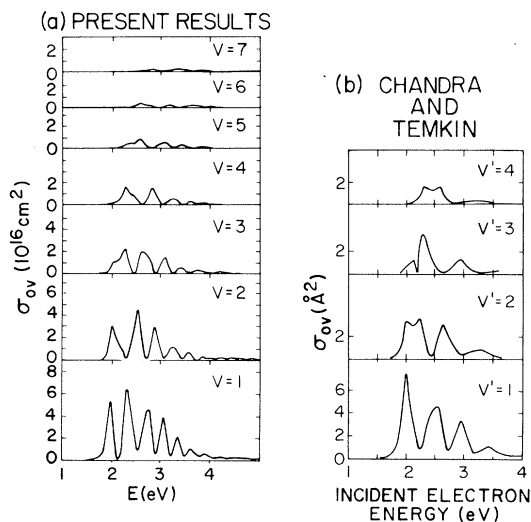 (a) PRESENT RESULTS
2
0
V=7
2
0
V=6
2
0
V=5
4
2
0
V=4
4
2
0
V=3
4
2
0
V=2
8
6
4
2
0
V=1
σov (10¹⁶cm²)
1 2 3 4
E(eV)
(b) CHANDRA
AND
TEMKIN
2
V'=4
2
V'=3
2
V'=2
6
4
2
0
V'=1
σov(Å²)
1 2 3 4
INCIDENT ELECTRON
ENERGY (eV)